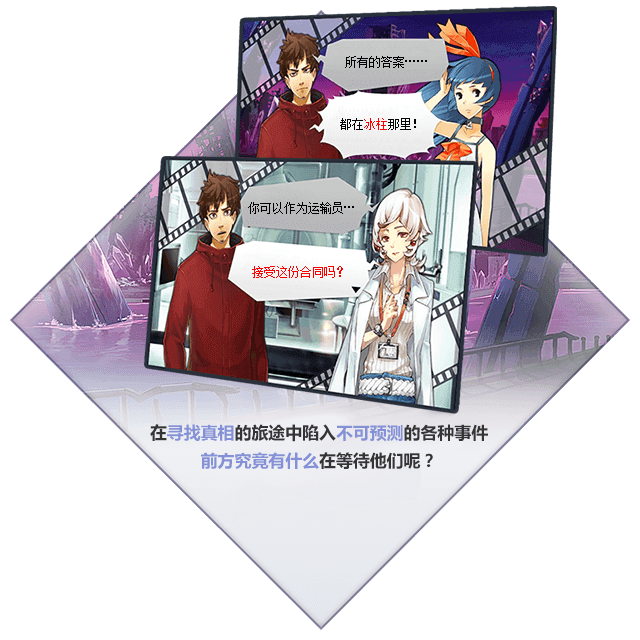 所有的答案……
都在冰柱那里！
你可以作为运输员…
接受这份合同吗？
在寻找真相的旅途中陷入不可预测的各种事件
前方究竟有什么在等待他们呢？